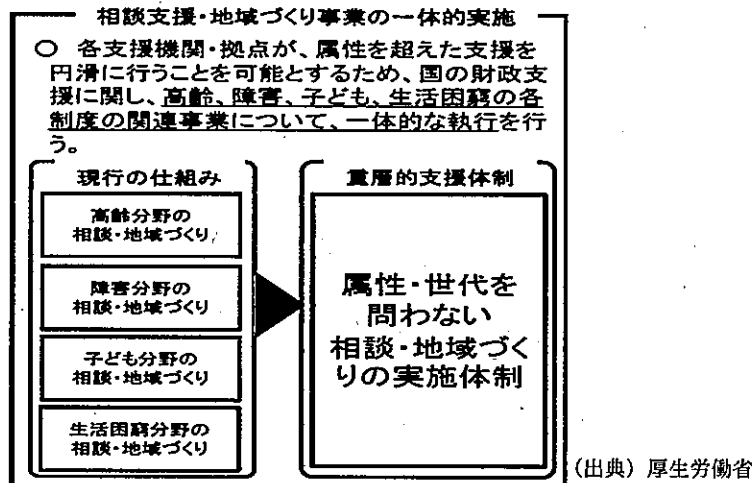 相談支援・地域づくり事業の一体的実施
○ 各支援機関・拠点が、属性を超えた支援を
円滑に行うことを可能とするため、国の財政支
援に関し、高齢、障害、子ども、生活困窮の各
制度の関連事業について、一体的な執行を行
う。
現行の仕組み
高齢分野の
相談・地域づくり
障害分野の
相談・地域づくり
子ども分野の
相談・地域づくり
生活困窮分野の
相談・地域づくり
重層的支援体制
属性・世代を
問わない
相談・地域づく
りの実施体制
(出典) 厚生労働省